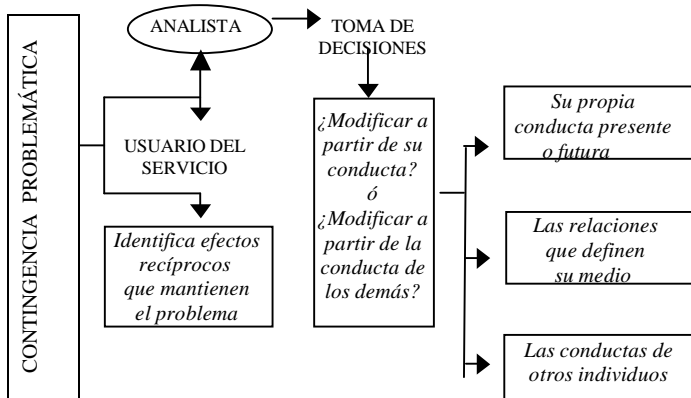 CONTINGENCIA PROBLEMÁTICA
ANALISTA
USUARIO DEL
SERVICIO
Identifica efectos
recíprocos
que mantienen
el problema
TOMA DE
DECISIONES
¿Modificar a
partir de su
conducta?
ó
¿Modificar a
partir de la
conducta de
los demás?
Su propia
conducta presente
o futura
Las relaciones
que definen
su medio
Las conductas de
otros individuos